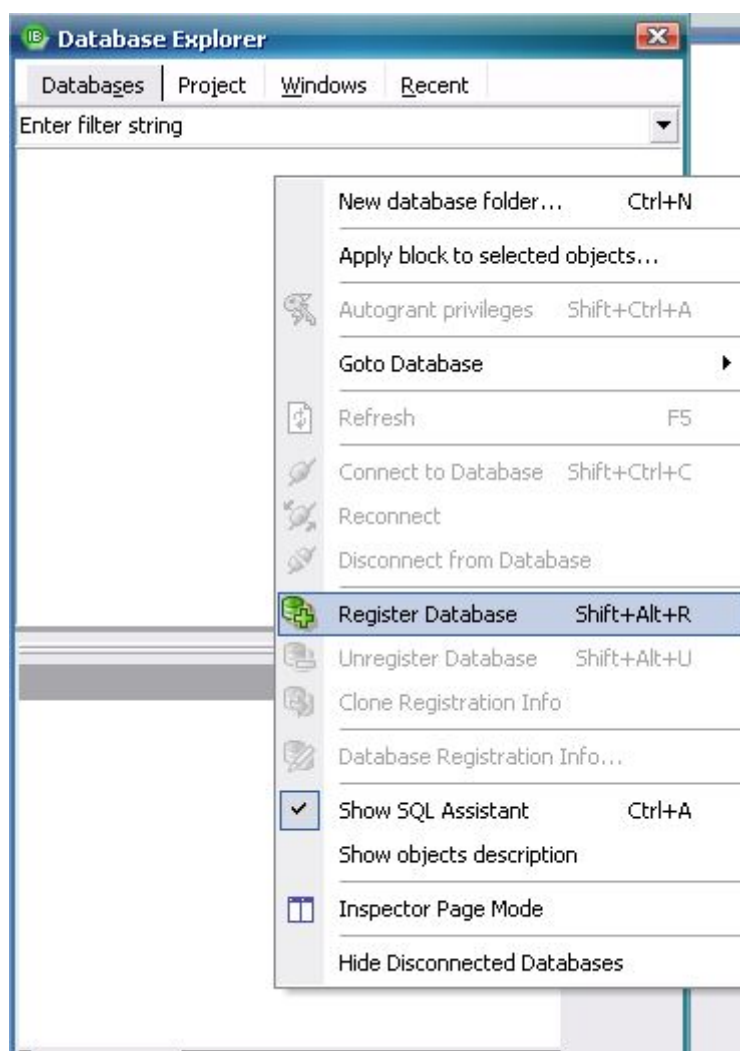 IB Database Explorer
Databases Project Windows Recent
Enter filter string
New database folder... Ctrl+N
Apply block to selected objects...
Autogrant privileges Shift+Ctrl+A
Goto Database
Refresh F5
Connect to Database Shift+Ctrl+C
Reconnect
Disconnect from Database
Register Database Shift+Alt+R
Unregister Database Shift+Alt+U
Clone Registration Info
Database Registration Info...
Show SQL Assistant Ctrl+A
Show objects description
Inspector Page Mode
Hide Disconnected Databases